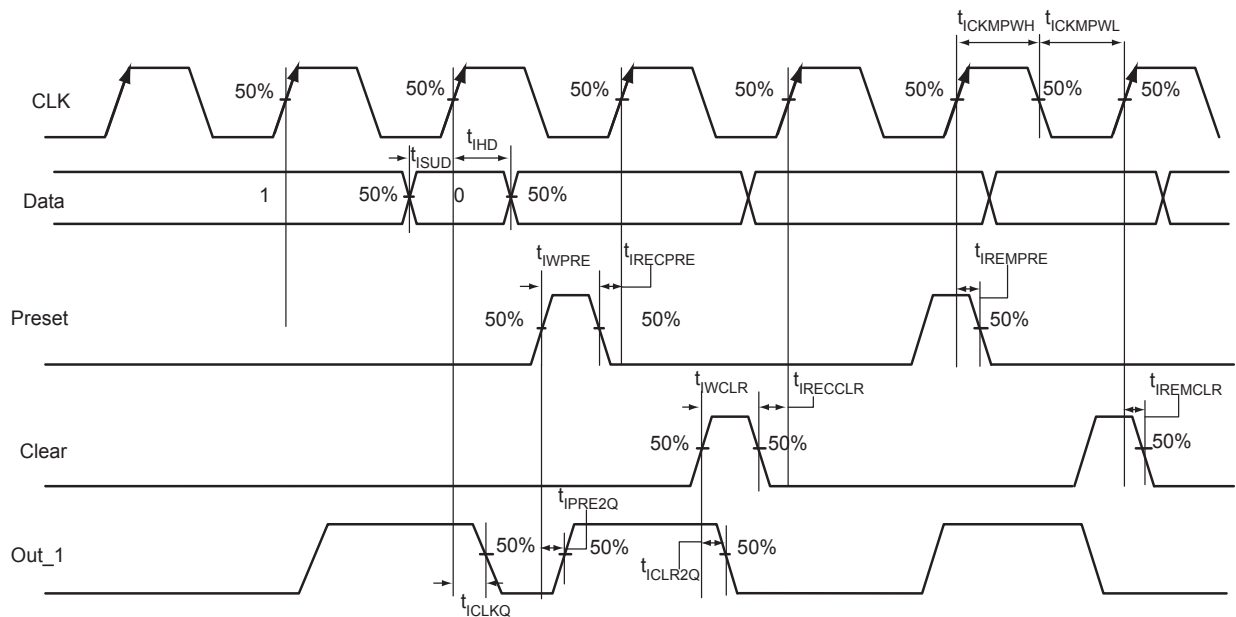 tICKMPWH tICKMPWL
CLK 50% 50% 50% 50% 50% 50% 50%
tISUD tIHD
Data 1 50% 0 50%
tIWPRE tIRECPRE tIREMPRE
Preset 50% 50% 50%
tIWCLR tIRECCLR tIREMCLR
Clear 50% 50% 50%
tIPRE2Q
Out_1 50% 50% 50%
tICLR2Q
tICLKQ